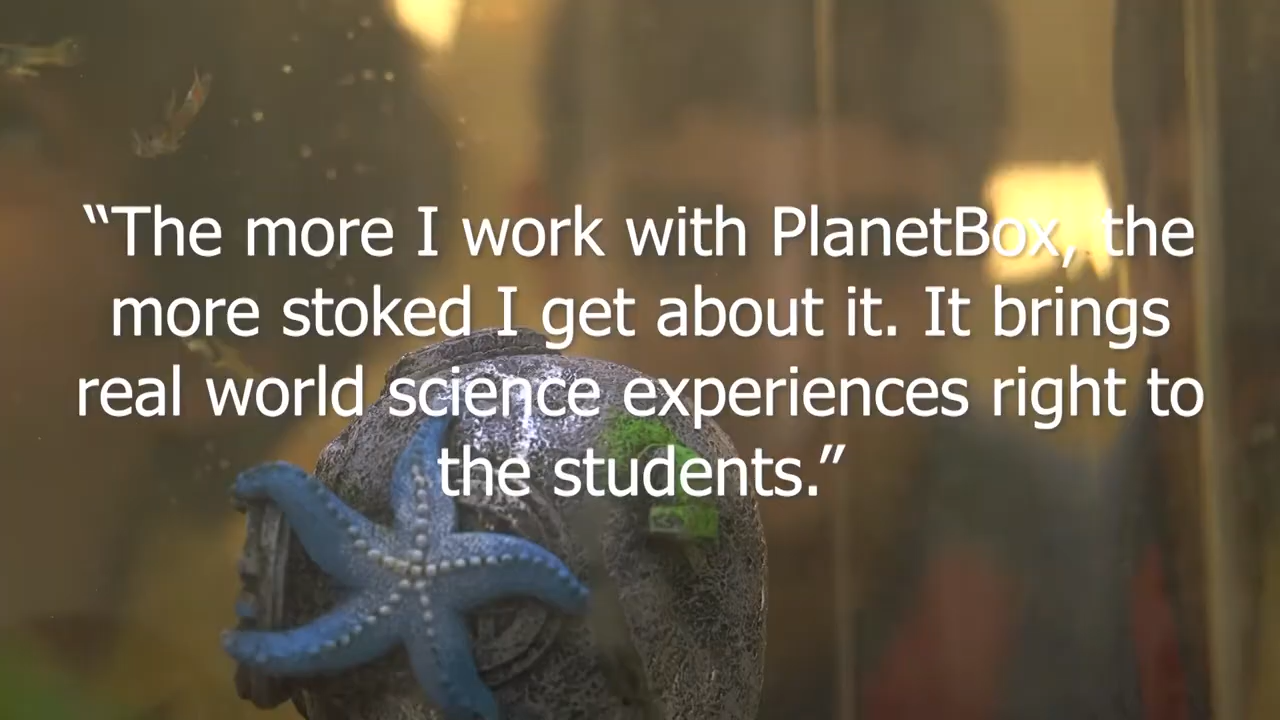 “The more I work with PlanetBox, the
more stoked I get about it. It brings
real world science experiences right to
the students.”